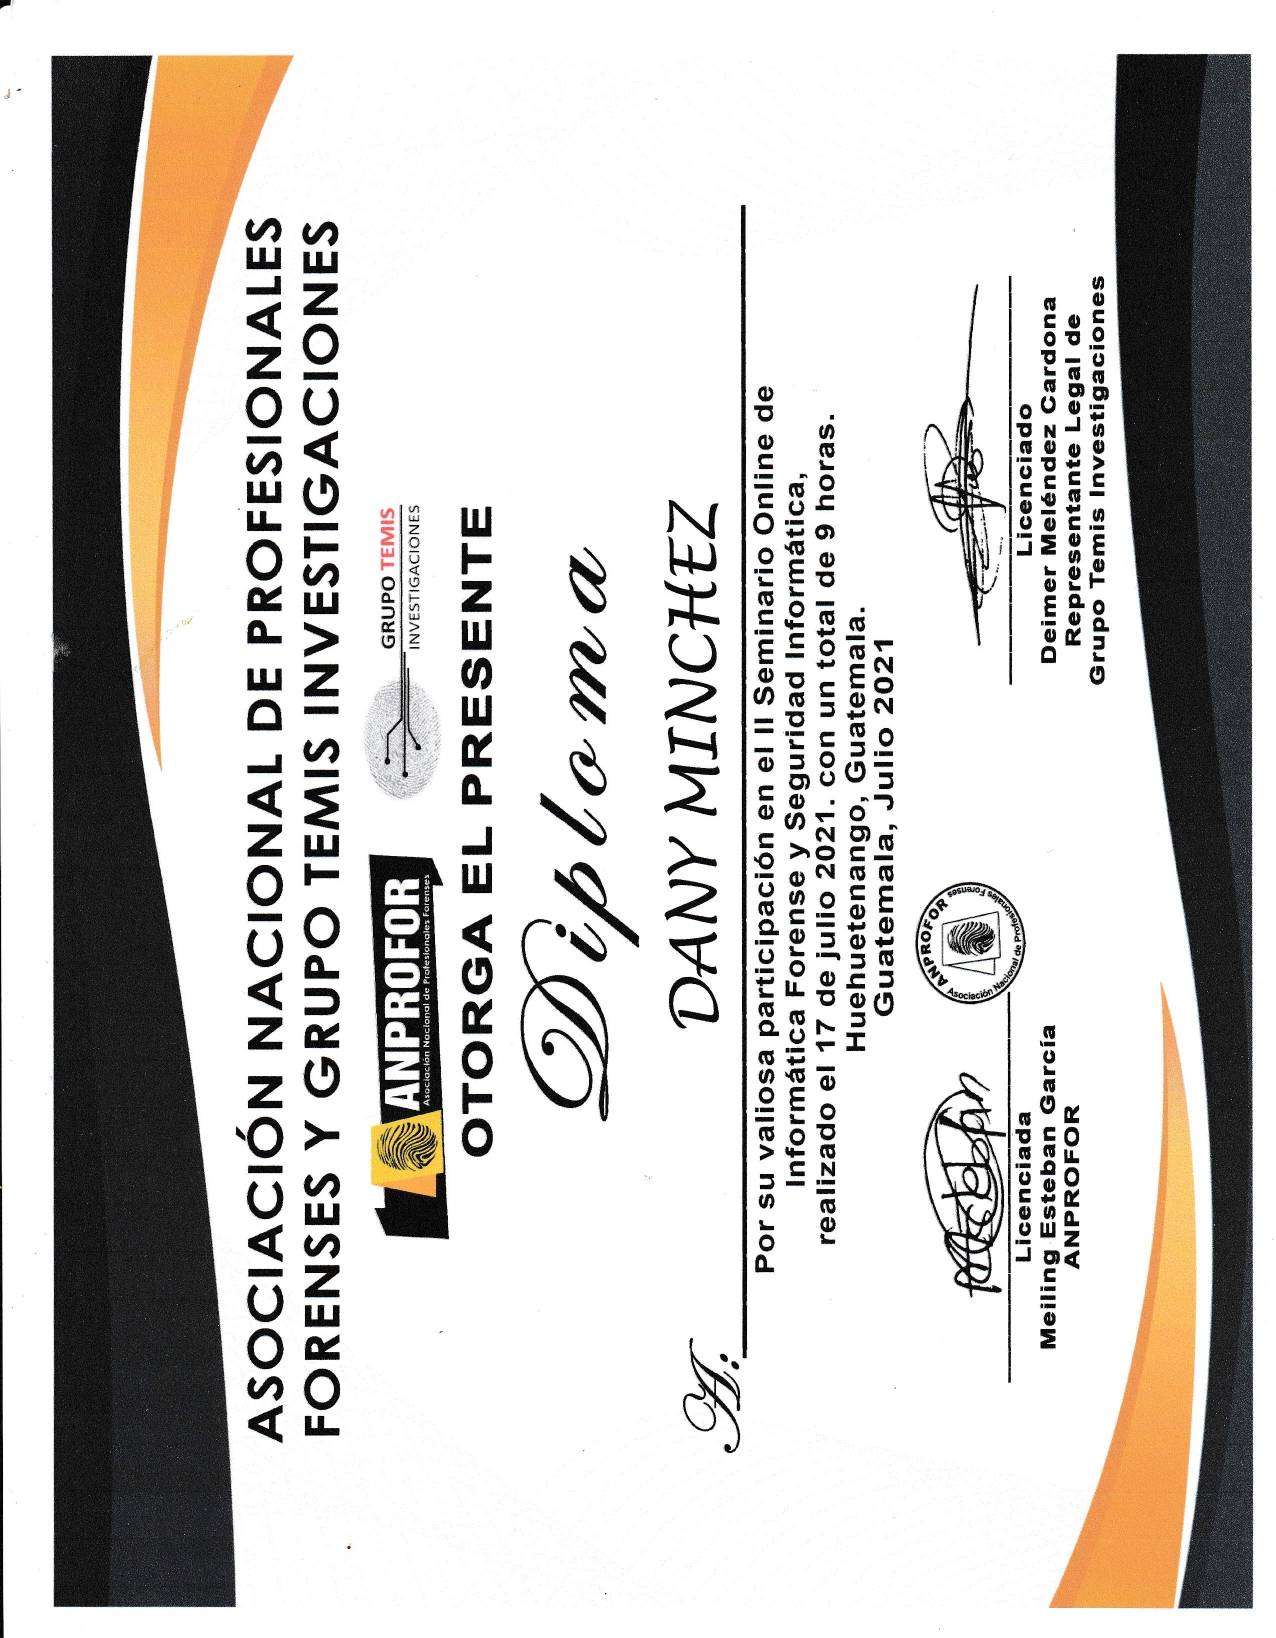 ASOCIACIÓN NACIONAL DE PROFESIONALES
FORENSES Y GRUPO TEMIS INVESTIGACIONES
ANPROFOR
Asociación Nacional de Profesionales Forenses
GRUPO TEMIS
INVESTIGACIONES
OTORGA EL PRESENTE
Diploma
A:
DANY MINCHEZ
Por su valiosa participación en el II Seminario Online de
Informática Forense y Seguridad Informática,
realizado el 17 de julio 2021. con un total de 9 horas.
Huehuetenango, Guatemala.
Guatemala, Julio 2021
ANPROFOR
Asociación Nacional de Profesionales Forenses
Licenciada
Meiling Esteban García
ANPROFOR
Licenciado
Deimer Meléndez Cardona
Representante Legal de
Grupo Temis Investigaciones